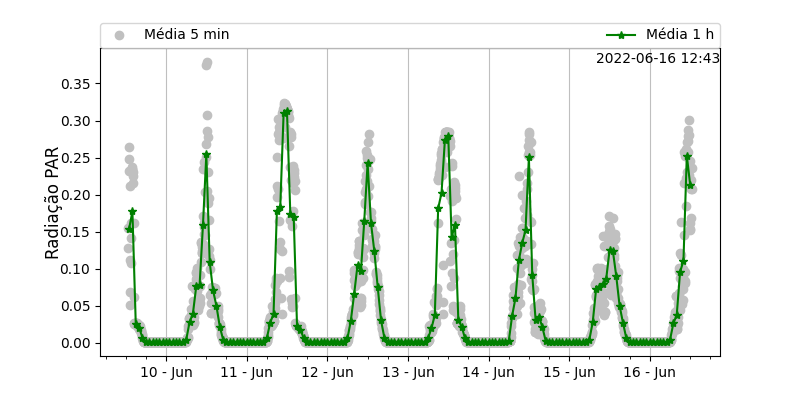 Média 5 min
Média 1 h
2022-06-16 12:43
Radiação PAR
0.35
0.30
0.25
0.20
0.15
0.10
0.05
0.00
10 - Jun
11 - Jun
12 - Jun
13 - Jun
14 - Jun
15 - Jun
16 - Jun